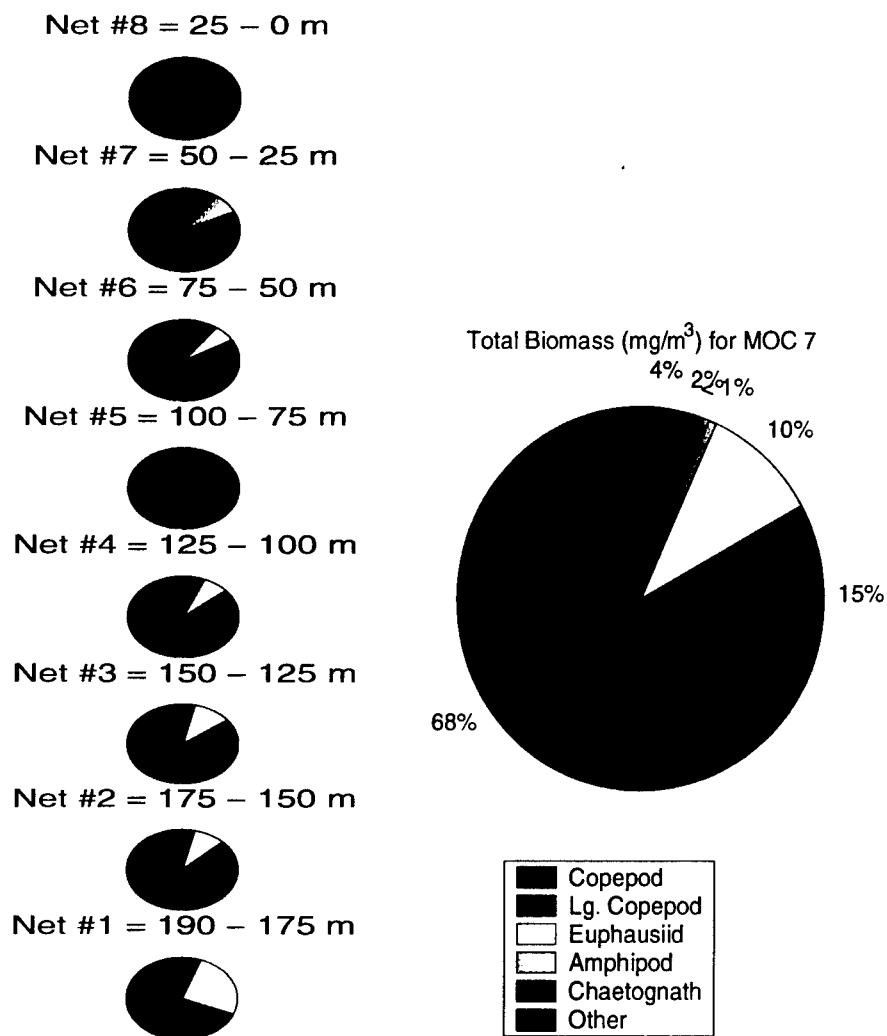 Net #8 = 25 – 0 m
Net #7 = 50 – 25 m
Net #6 = 75 – 50 m
Net #5 = 100 – 75 m
Net #4 = 125 – 100 m
Net #3 = 150 – 125 m
Net #2 = 175 – 150 m
Net #1 = 190 – 175 m
Total Biomass (mg/m³) for MOC 7
4% 2% <1%
10%
15%
68%
Copepod
Lg. Copepod
Euphausiid
Amphipod
Chaetognath
Other